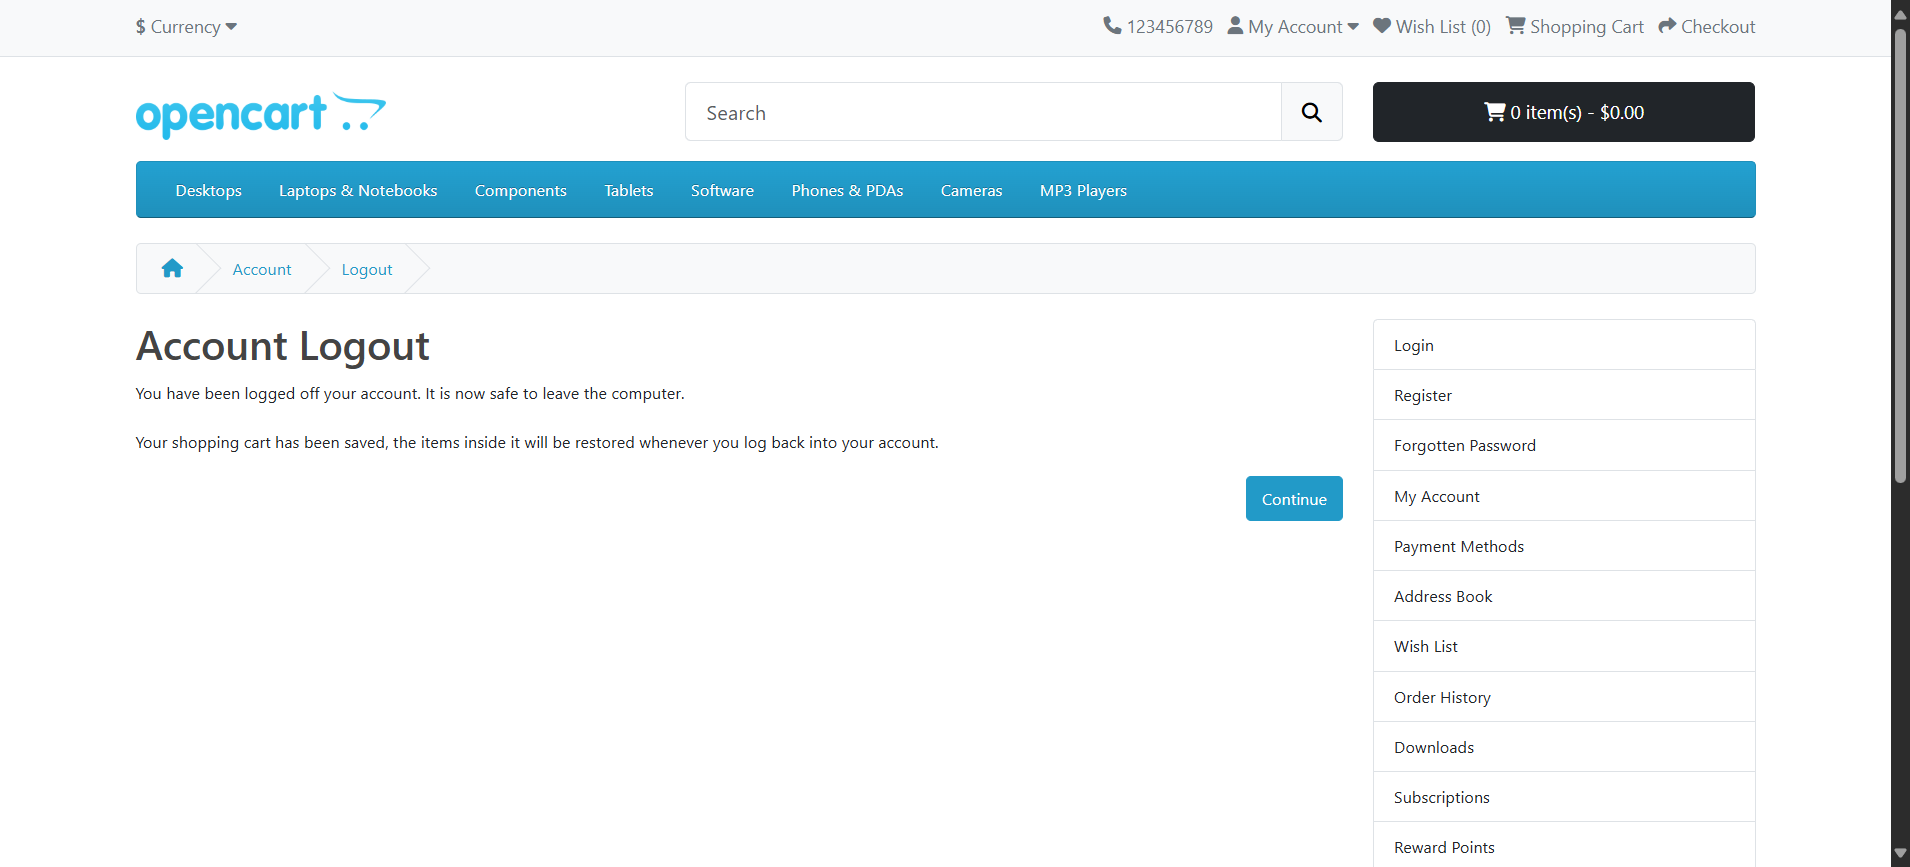 $ Currency
123456789 My Account Wish List (0) Shopping Cart Checkout
opencart
Search
0 item(s) - $0.00
Desktops Laptops & Notebooks Components Tablets Software Phones & PDAs Cameras MP3 Players
Account Logout
Account Logout
You have been logged off your account. It is now safe to leave the computer.
Your shopping cart has been saved, the items inside it will be restored whenever you log back into your account.
Continue
Login
Register
Forgotten Password
My Account
Payment Methods
Address Book
Wish List
Order History
Downloads
Subscriptions
Reward Points